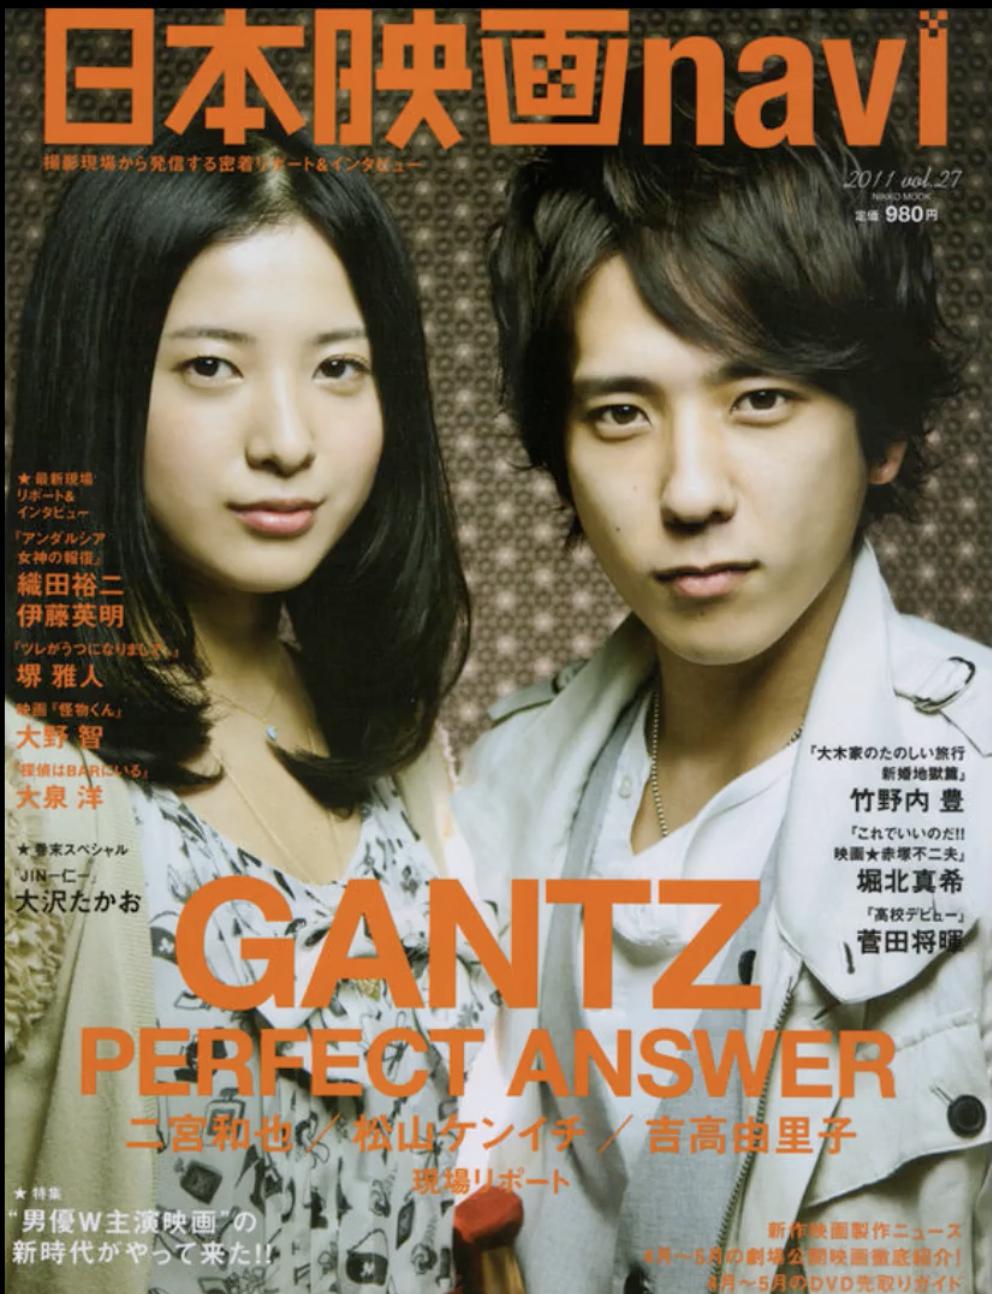 日本映画navi
撮影現場から発信する密着リポート&インタビュー
2011 vol.27
NIKKO MOOK
定価 980円
★最新現場
リポート&
インタビュー
『アンダルシア
女神の報復』
織田裕二
伊藤英明
『ツレがうつになりまして。』
堺 雅人
映画『怪物くん』
大野 智
『探偵はBARにいる』
大泉 洋
★巻末スペシャル
『JIN―仁―』
大沢たかお
『大木家のたのしい旅行
新婚地獄篇』
竹野内 豊
『これでいいのだ!!
映画★赤塚不二夫』
堀北真希
『高校デビュー』
菅田将暉
GANTZ
PERFECT ANSWER
二宮和也／松山ケンイチ／吉高由里子
現場リポート
★特集
“男優W主演映画”の
新時代がやって来た!!
新作映画製作ニュース
4月〜5月の劇場公開映画徹底紹介!
4月〜5月のDVD先取りガイド